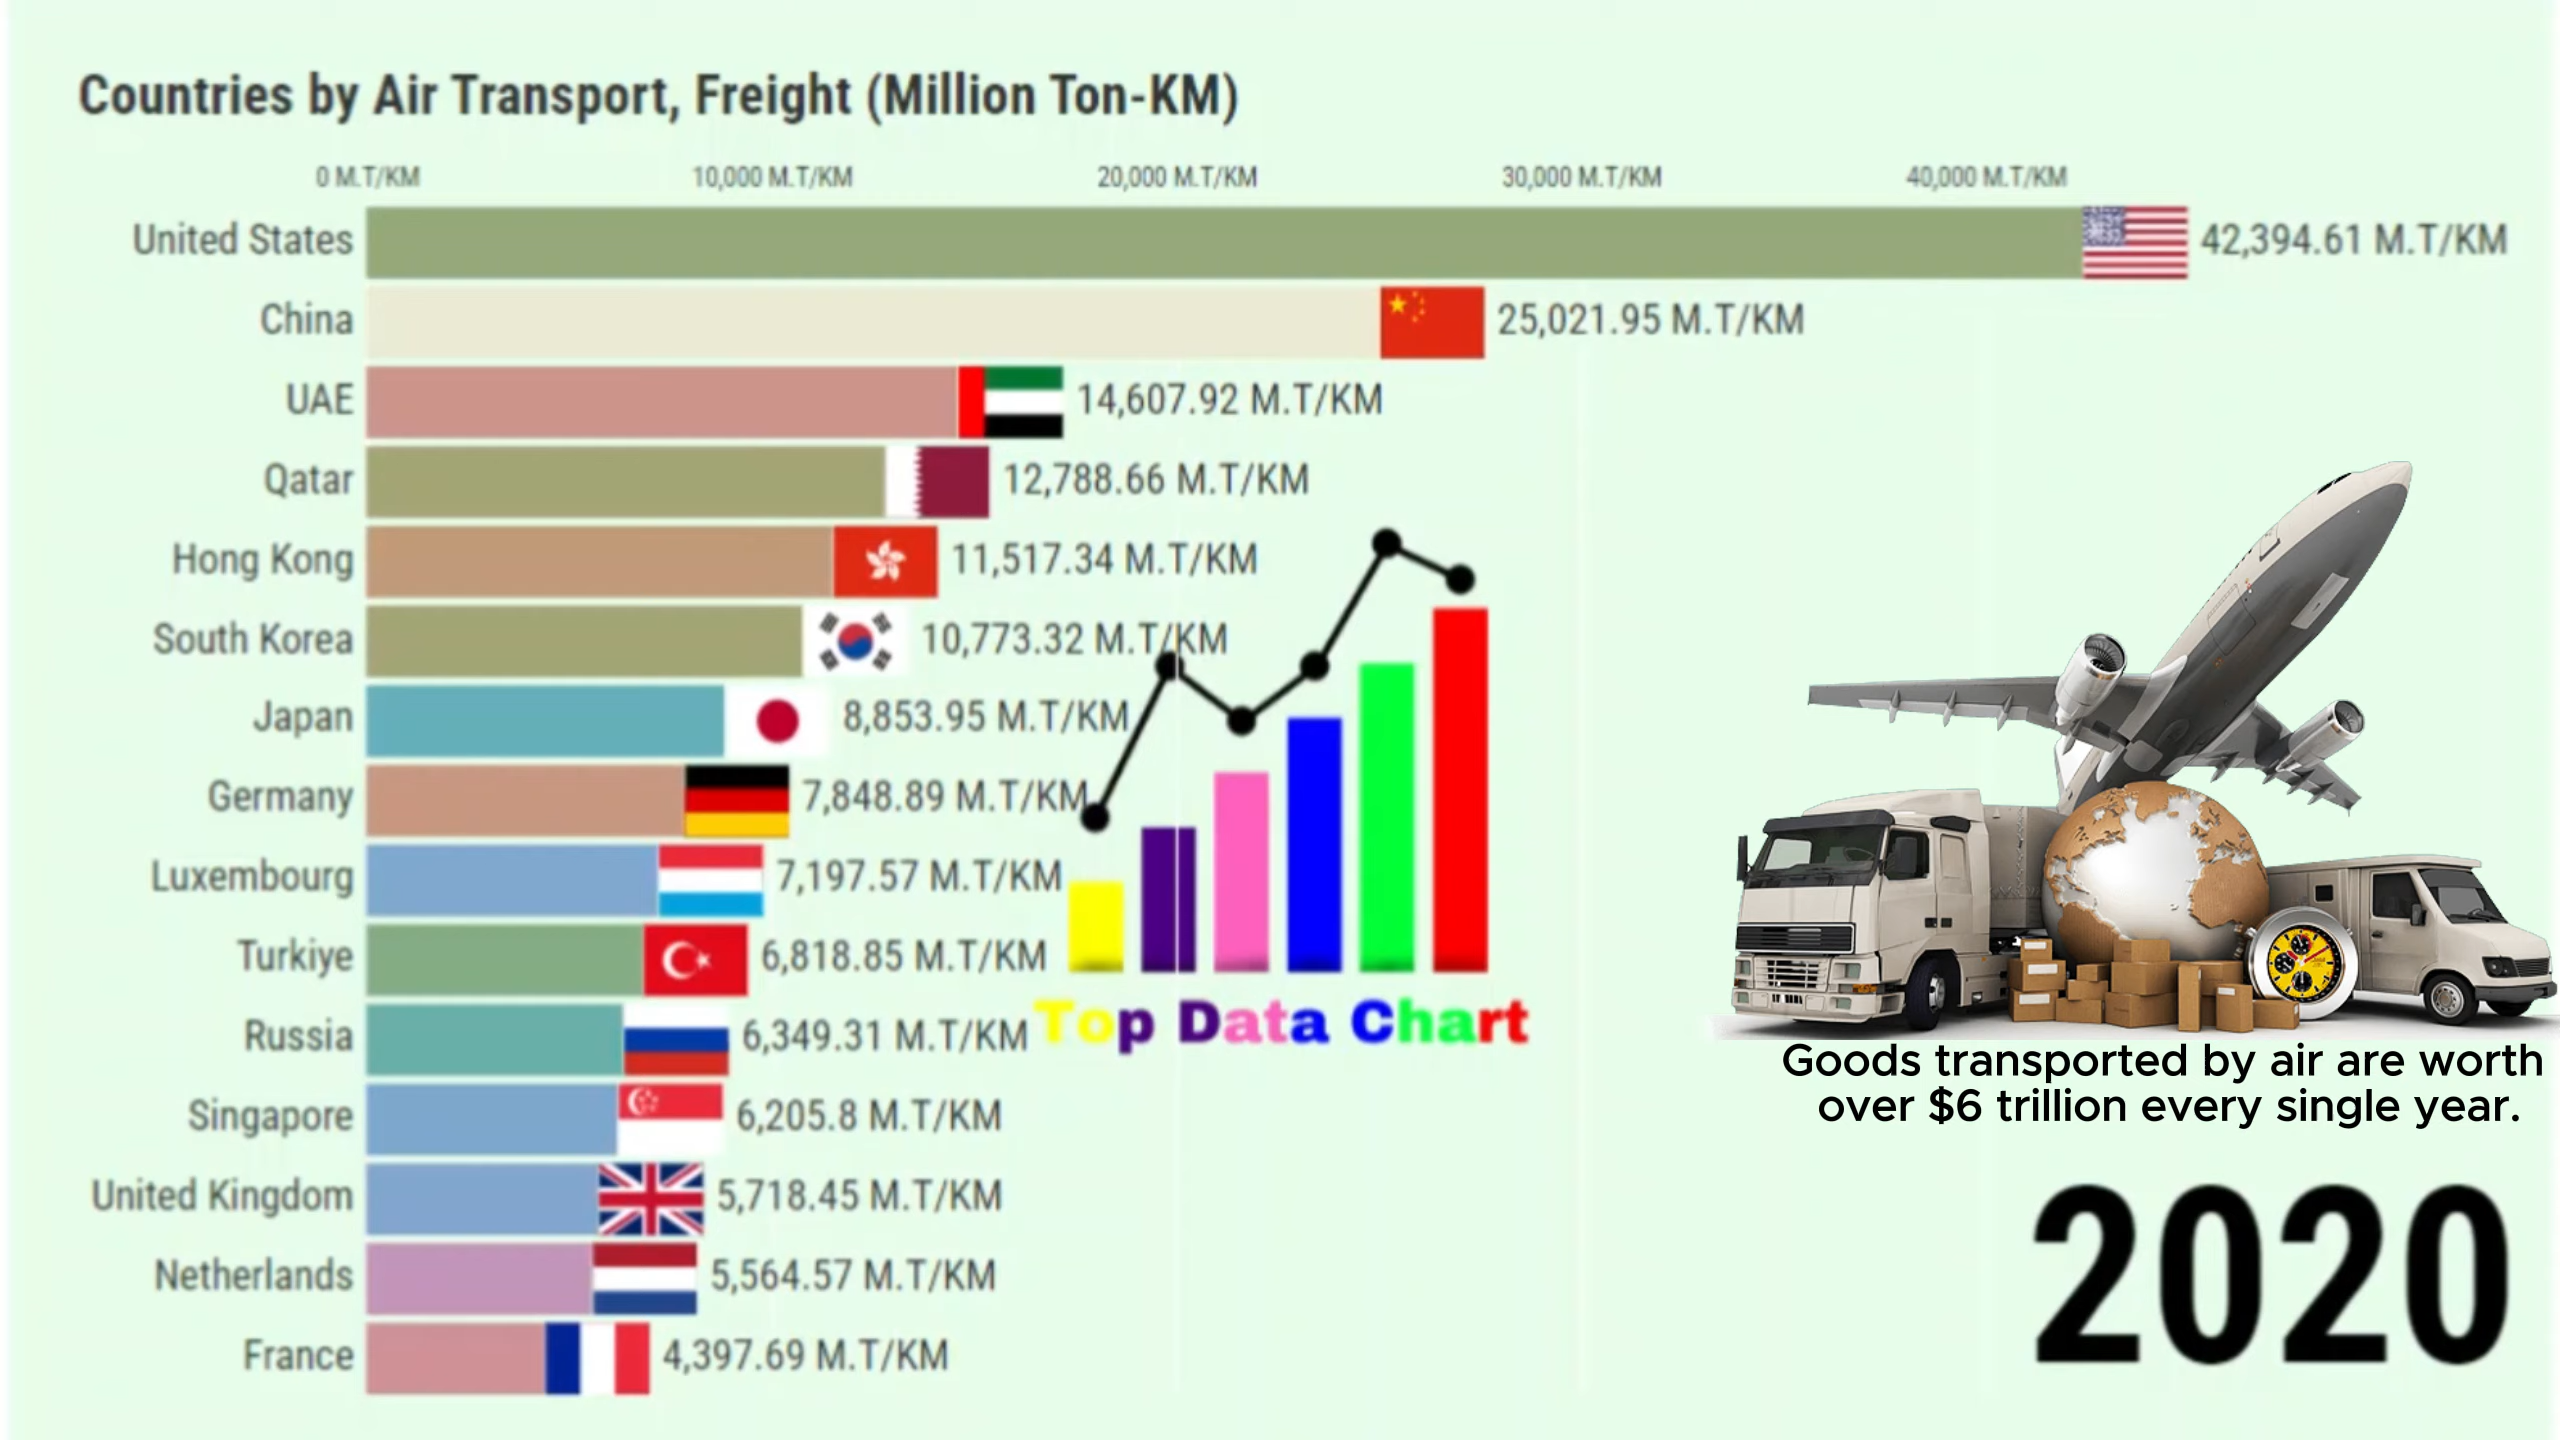 Countries by Air Transport, Freight (Million Ton-KM)
0 M.T/KM 10,000 M.T/KM 20,000 M.T/KM 30,000 M.T/KM 40,000 M.T/KM
United States 42,394.61 M.T/KM
China 25,021.95 M.T/KM
UAE 14,607.92 M.T/KM
Qatar 12,788.66 M.T/KM
Hong Kong 11,517.34 M.T/KM
South Korea 10,773.32 M.T/KM
Japan 8,853.95 M.T/KM
Germany 7,848.89 M.T/KM
Luxembourg 7,197.57 M.T/KM
Turkiye 6,818.85 M.T/KM
Russia 6,349.31 M.T/KM
Singapore 6,205.8 M.T/KM
United Kingdom 5,718.45 M.T/KM
Netherlands 5,564.57 M.T/KM
France 4,397.69 M.T/KM
Top Data Chart
Goods transported by air are worth
over $6 trillion every single year.
2020